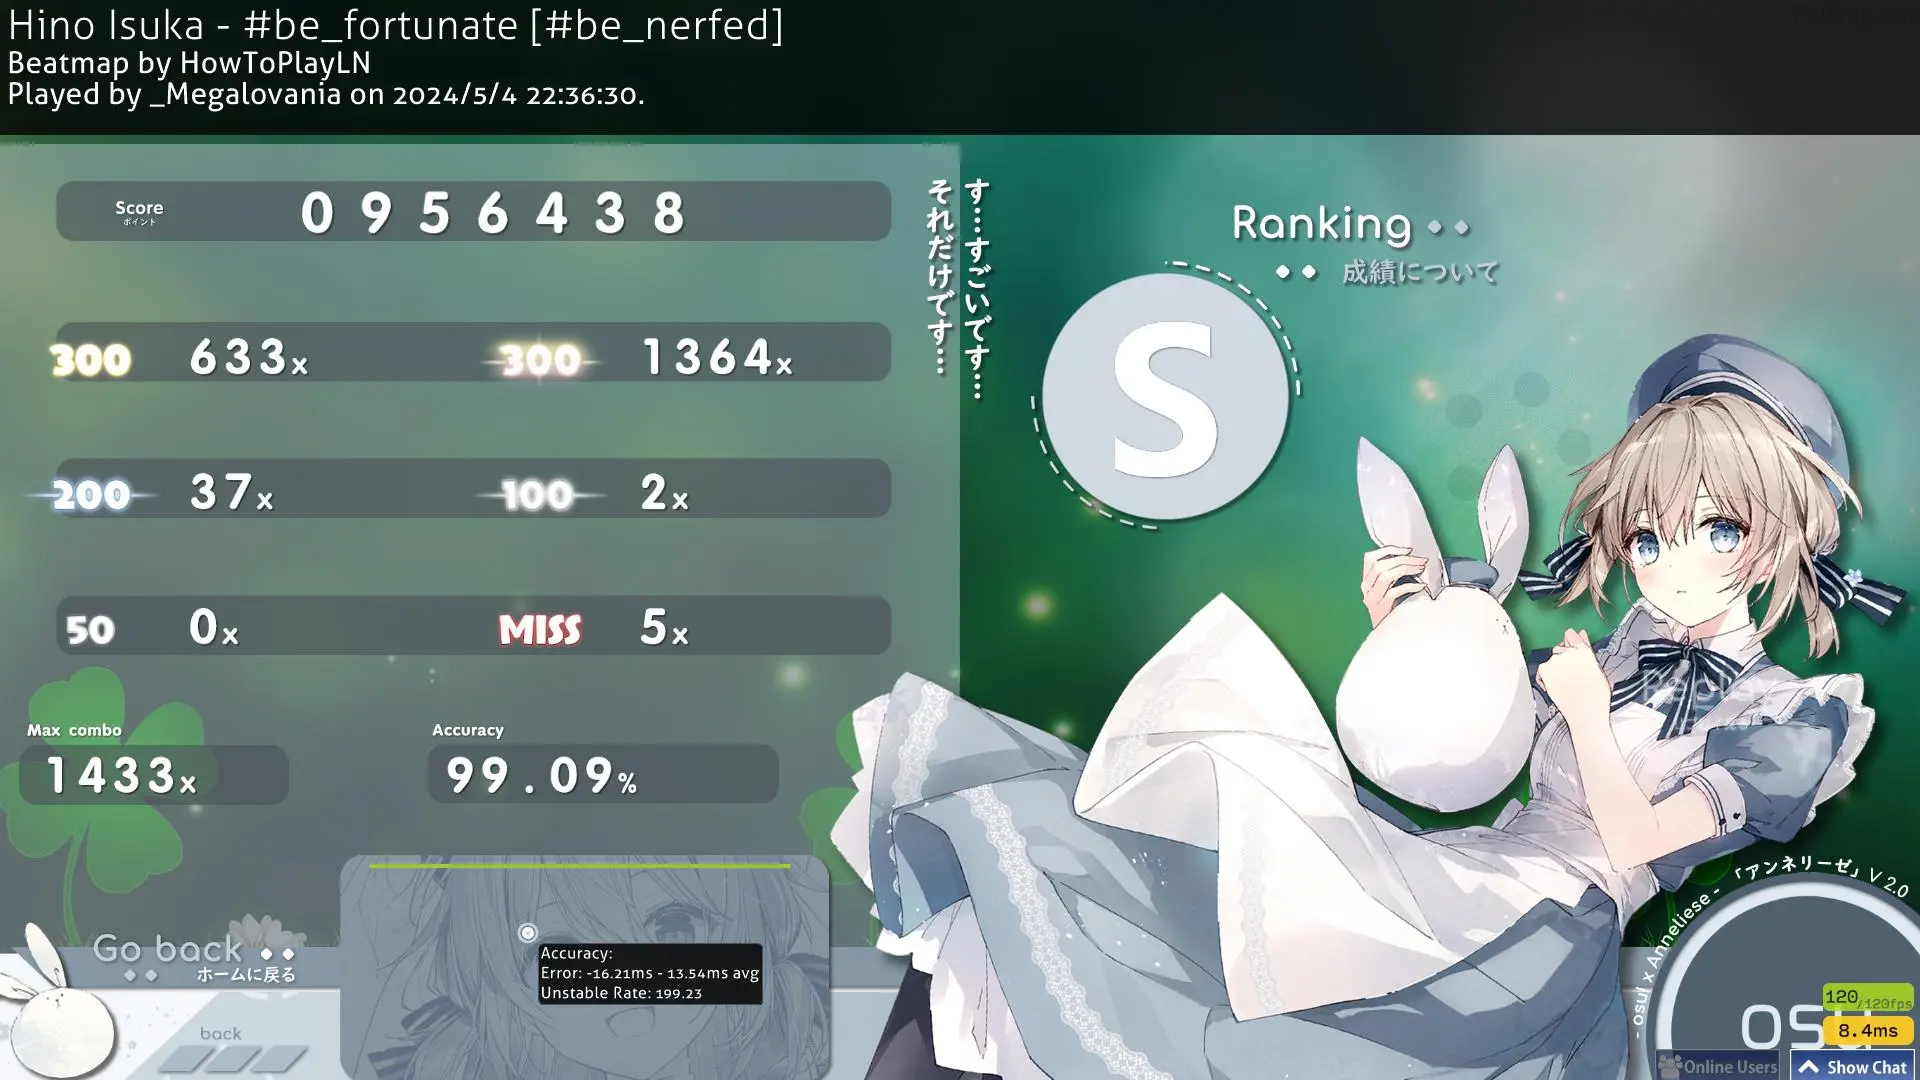 Hino Isuka - #be_fortunate [#be_nerfed]
Beatmap by HowToPlayLN
Played by _Megalovania on 2024/5/4 22:36:30.
Score
ポイント
0956438
す…すごいです…
それだけです…
Ranking
成績について
S
300 633x 300 1364x
200 37x 100 2x
50 0x MISS 5x
Max combo
1433x
Accuracy
99.09%
Accuracy:
Error: -16.21ms - 13.54ms avg
Unstable Rate: 199.23
Go back
ホームに戻る
back
- osu! x Anneliese - 「アンネリーゼ」 V 2.0
osu
120/120fps
8.4ms
Online Users
Show Chat